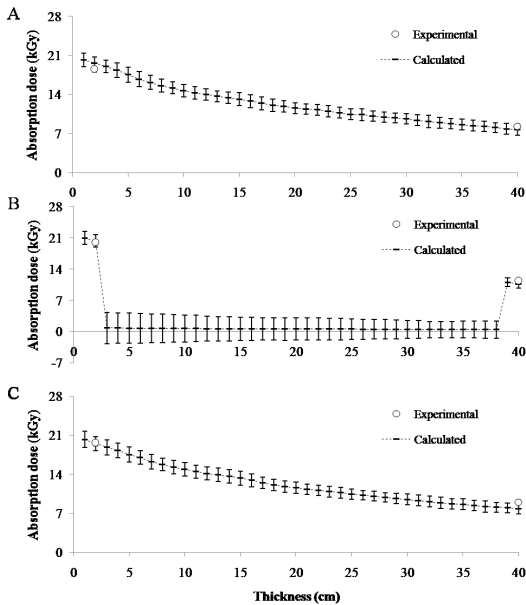 A
28
21
14
7
0
Absorption dose (kGy)
Experimental
Calculated
0 5 10 15 20 25 30 35 40
B
28
21
14
7
0
-7
Absorption dose (kGy)
Experimental
Calculated
0 5 10 15 20 25 30 35 40
C
28
21
14
7
0
Absorption dose (kGy)
Experimental
Calculated
0 5 10 15 20 25 30 35 40
Thickness (cm)